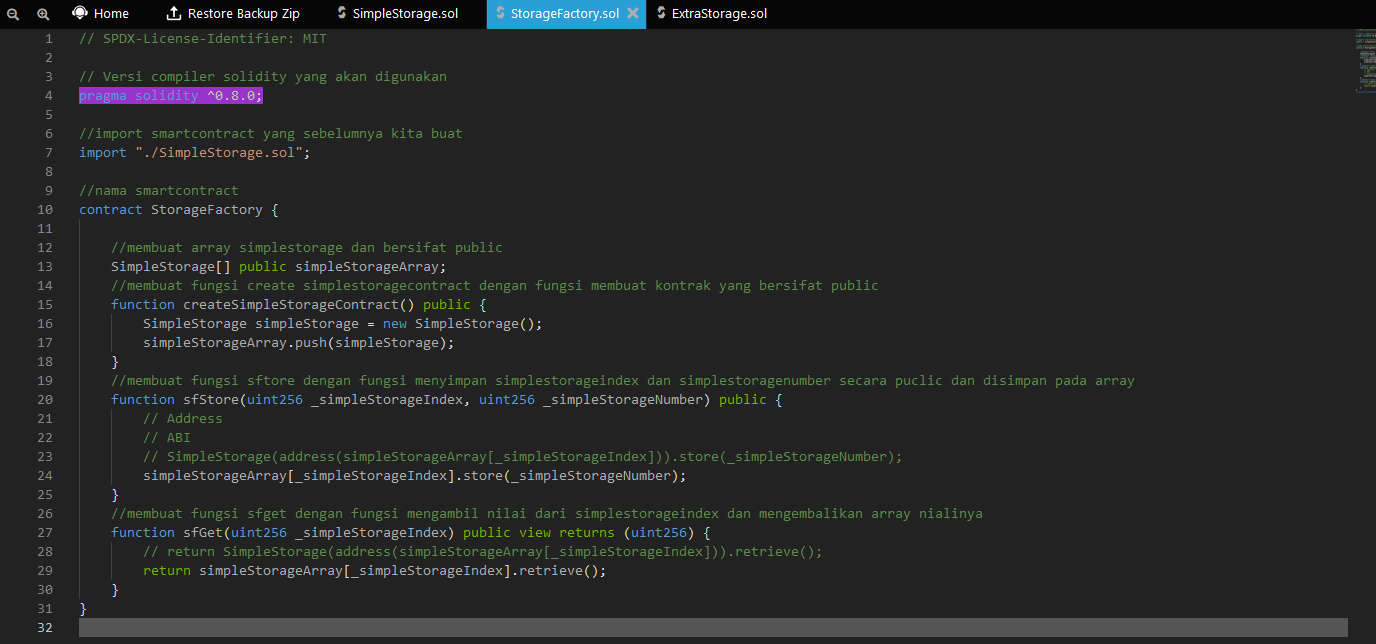 Home Restore Backup Zip SimpleStorage.sol StorageFactory.sol ExtraStorage.sol
1 // SPDX-License-Identifier: MIT
2
3 // Versi compiler solidity yang akan digunakan
4 pragma solidity ^0.8.0;
5
6 //import smartcontract yang sebelumnya kita buat
7 import "./SimpleStorage.sol";
8
9 //nama smartcontract
10 contract StorageFactory {
11
12 //membuat array simplestorage dan bersifat public
13 SimpleStorage[] public simpleStorageArray;
14 //membuat fungsi create simplestoragecontract dengan fungsi membuat kontrak yang bersifat public
15 function createSimpleStorageContract() public {
16 SimpleStorage simpleStorage = new SimpleStorage();
17 simpleStorageArray.push(simpleStorage);
18 }
19 //membuat fungsi sftore dengan fungsi menyimpan simplestorageindex dan simplestoragenumber secara puclic dan disimpan pada array
20 function sfStore(uint256 _simpleStorageIndex, uint256 _simpleStorageNumber) public {
21 // Address
22 // ABI
23 // SimpleStorage(address(simpleStorageArray[_simpleStorageIndex])).store(_simpleStorageNumber);
24 simpleStorageArray[_simpleStorageIndex].store(_simpleStorageNumber);
25 }
26 //membuat fungsi sfget dengan fungsi mengambil nilai dari simplestorageindex dan mengembalikan array nialinya
27 function sfGet(uint256 _simpleStorageIndex) public view returns (uint256) {
28 // return SimpleStorage(address(simpleStorageArray[_simpleStorageIndex])).retrieve();
29 return simpleStorageArray[_simpleStorageIndex].retrieve();
30 }
31 }
32